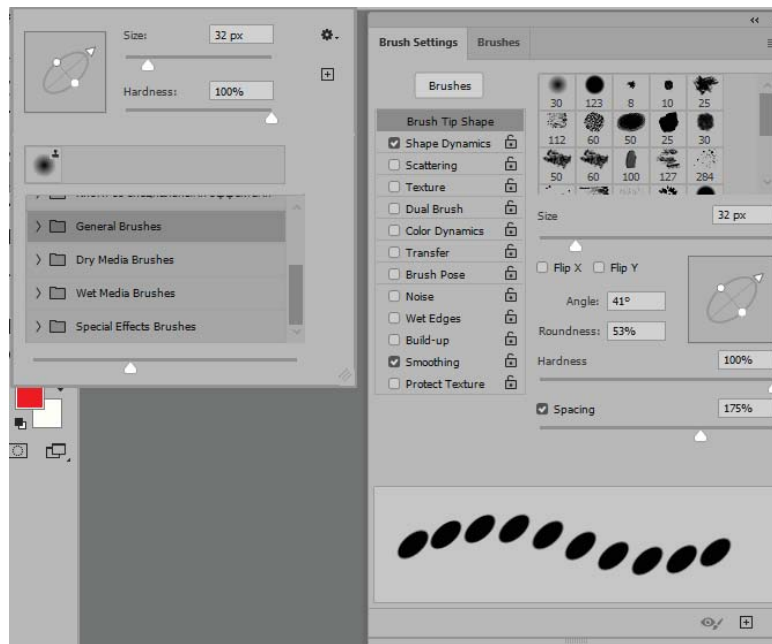 Size:
32 px
Hardness:
100%
General Brushes
Dry Media Brushes
Wet Media Brushes
Special Effects Brushes
Brush Settings
Brushes
Brushes
30 123 8 10 25
112 60 50 25 30
50 60 100 127 284
Brush Tip Shape
Shape Dynamics
Scattering
Texture
Dual Brush
Color Dynamics
Transfer
Brush Pose
Noise
Wet Edges
Build-up
Smoothing
Protect Texture
Size
32 px
Flip X
Flip Y
Angle:
41º
Roundness:
53%
Hardness
100%
Spacing
175%